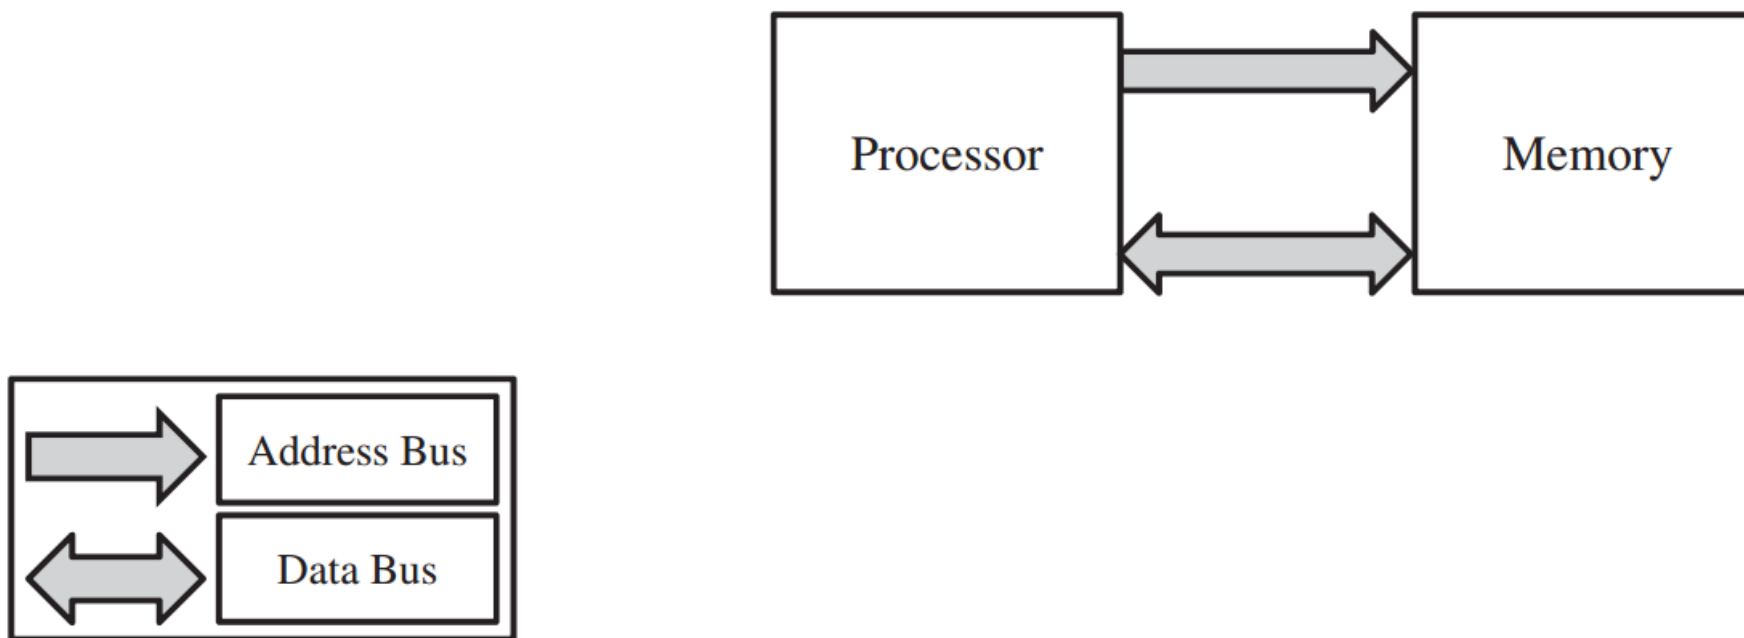 Processor
Memory
Address Bus
Data Bus